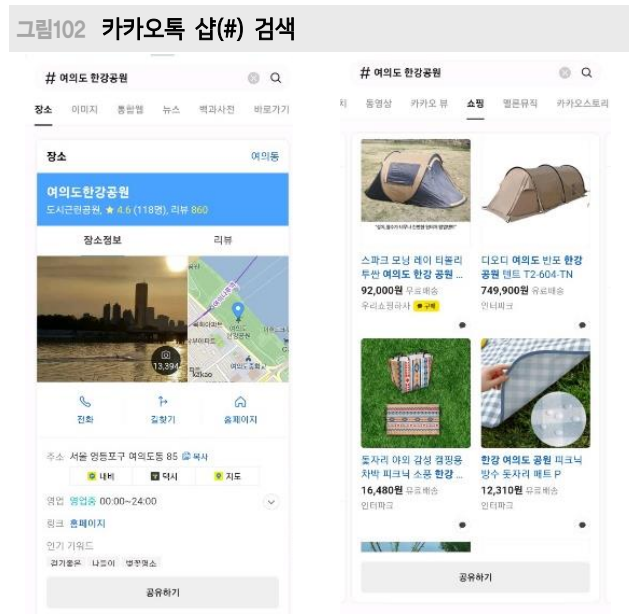 그림102 카카오톡 샵(#) 검색
# 여의도 한강공원
장소 이미지 통합웹 뉴스 백과사전 바로가기
장소 여의동
여의도한강공원
도시근린공원, ★ 4.6 (118명), 리뷰 860
장소정보 리뷰
13,394
여의도
한강공원
kakao
전화 길찾기 홈페이지
주소 서울 영등포구 여의도동 85 복사
내비 택시 지도
영업 영업중 00:00~24:00
링크 홈페이지
인기 키워드
걷기좋은 나들이 벚꽃명소
공유하기
# 여의도 한강공원
지 동영상 카카오 뷰 쇼핑 멜론뮤직 카카오스토리
스파크 모닝 레이 티볼리
투싼 여의도 한강 공원 ...
92,000원 무료배송
우리쇼핑하자 구매
디오디 여의도 반포 한강
공원 텐트 T2-604-TN
749,900원 유료배송
인터파크
돗자리 야외 감성 캠핑용
차박 피크닉 소풍 한강 ...
16,480원 유료배송
인터파크
한강 여의도 공원 피크닉
방수 돗자리 매트 P
12,310원 유료배송
인터파크
공유하기